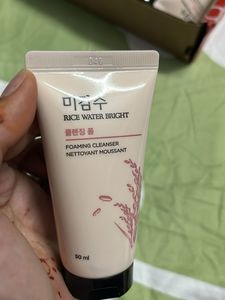 미감수
RICE WATER BRIGHT
클렌징 폼
FOAMING CLEANSER
NETTOYANT MOUSSANT
50 ml